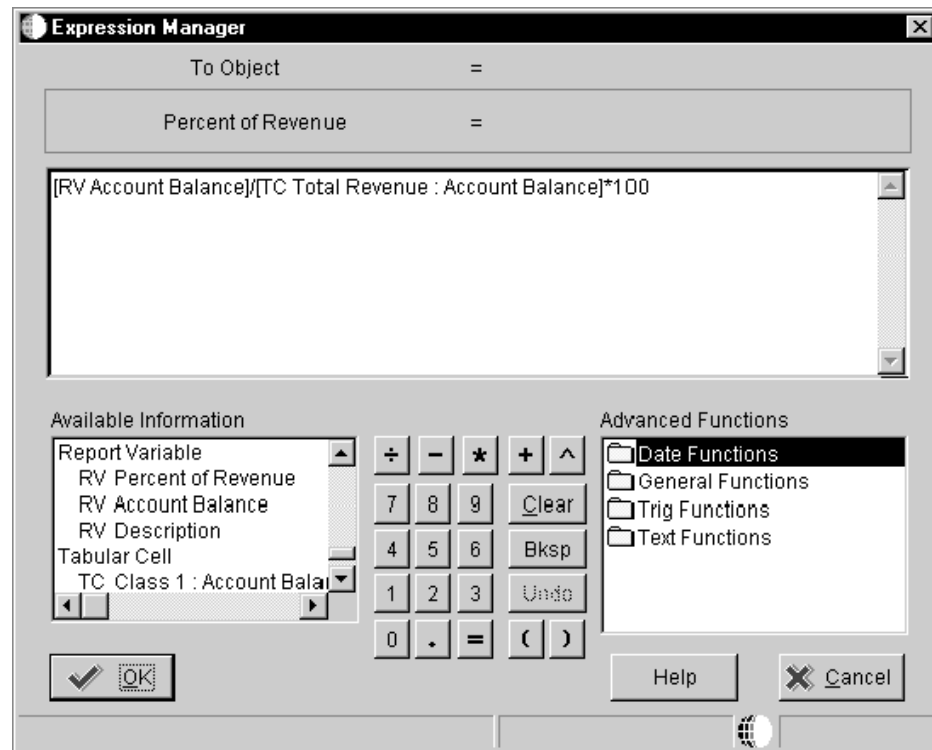 Expression Manager
To Object =
Percent of Revenue =
[RV Account Balance]/[TC Total Revenue : Account Balance]*100
Available Information
Report Variable
RV Percent of Revenue
RV Account Balance
RV Description
Tabular Cell
TC Class 1 : Account Balar
÷ − * + ^
7 8 9 Clear
4 5 6 Bksp
1 2 3 Undo
0 . = ( )
Advanced Functions
Date Functions
General Functions
Trig Functions
Text Functions
OK
Help
Cancel